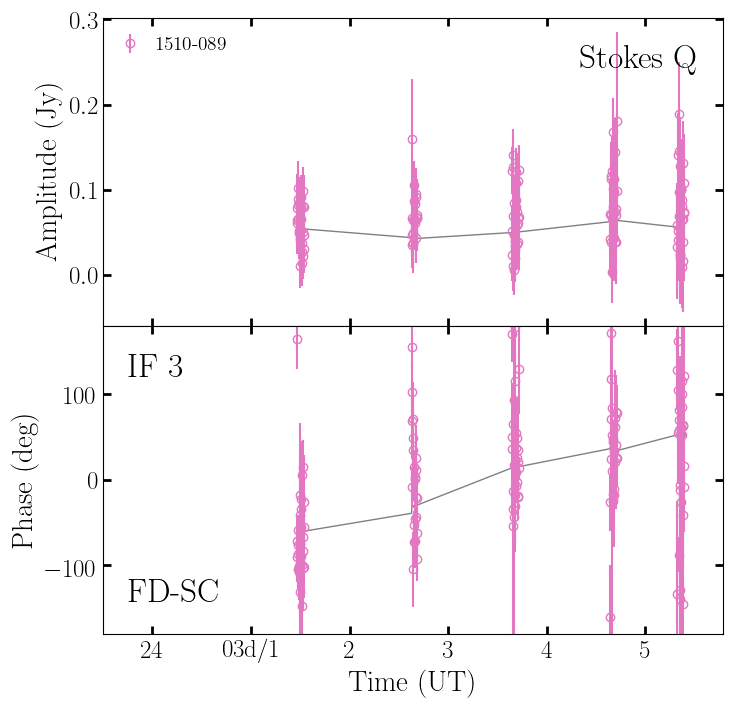 1510-089
Stokes Q
0.3
0.2
0.1
0.0
Amplitude (Jy)
IF 3
100
0
−100
Phase (deg)
FD-SC
24 03d/1 2 3 4 5
Time (UT)